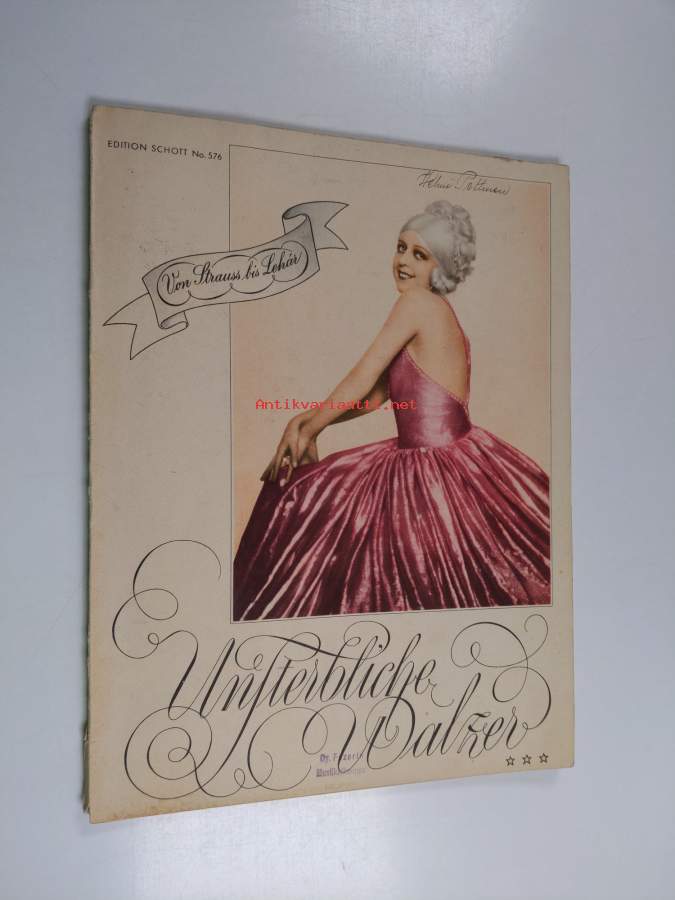 EDITION SCHOTT No. 576
Von Strauss bis Lehár
Antikvariaatti.net
Unsterbliche
Walzer